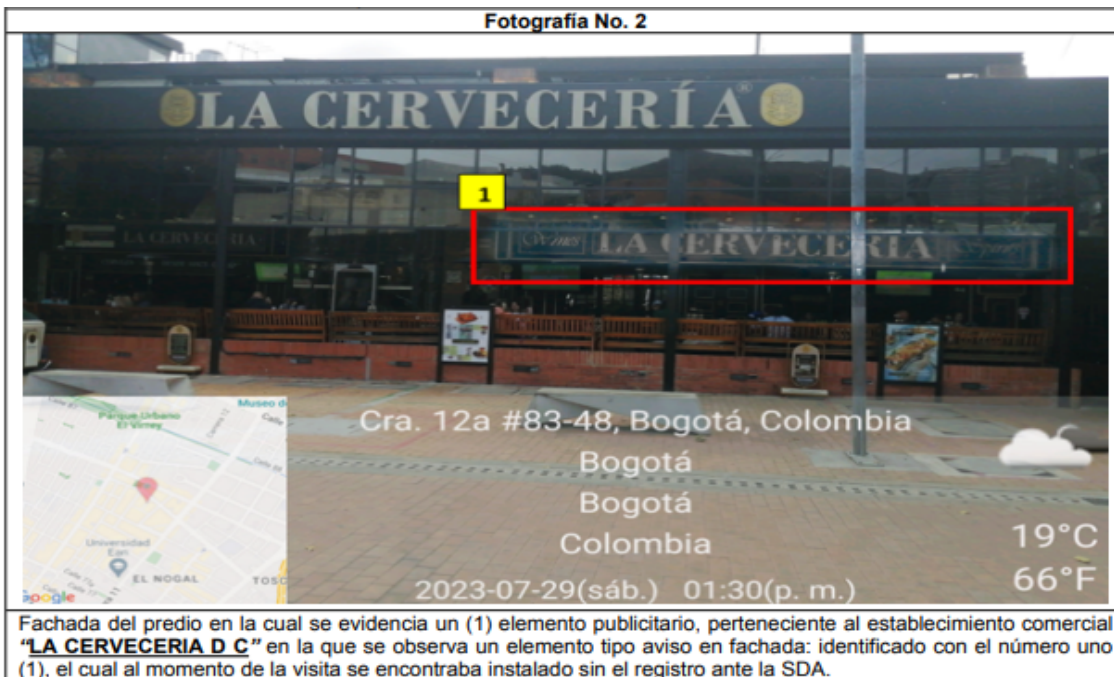 Fotografía No. 2
LA CERVECERÍA®
1
LA CERVECERIA
Wines LA CERVECERIA
Cra. 12a #83-48, Bogotá, Colombia
Bogotá
Bogotá
Colombia
2023-07-29(sáb.) 01:30(p. m.)
19°C
66°F
Parque Urbano
El Virrey
Museo d
Calle 88
Universidad
Ean
EL NOGAL
Google
Fachada del predio en la cual se evidencia un (1) elemento publicitario, perteneciente al establecimiento comercial
"LA CERVECERIA D C" en la que se observa un elemento tipo aviso en fachada: identificado con el número uno
(1), el cual al momento de la visita se encontraba instalado sin el registro ante la SDA.